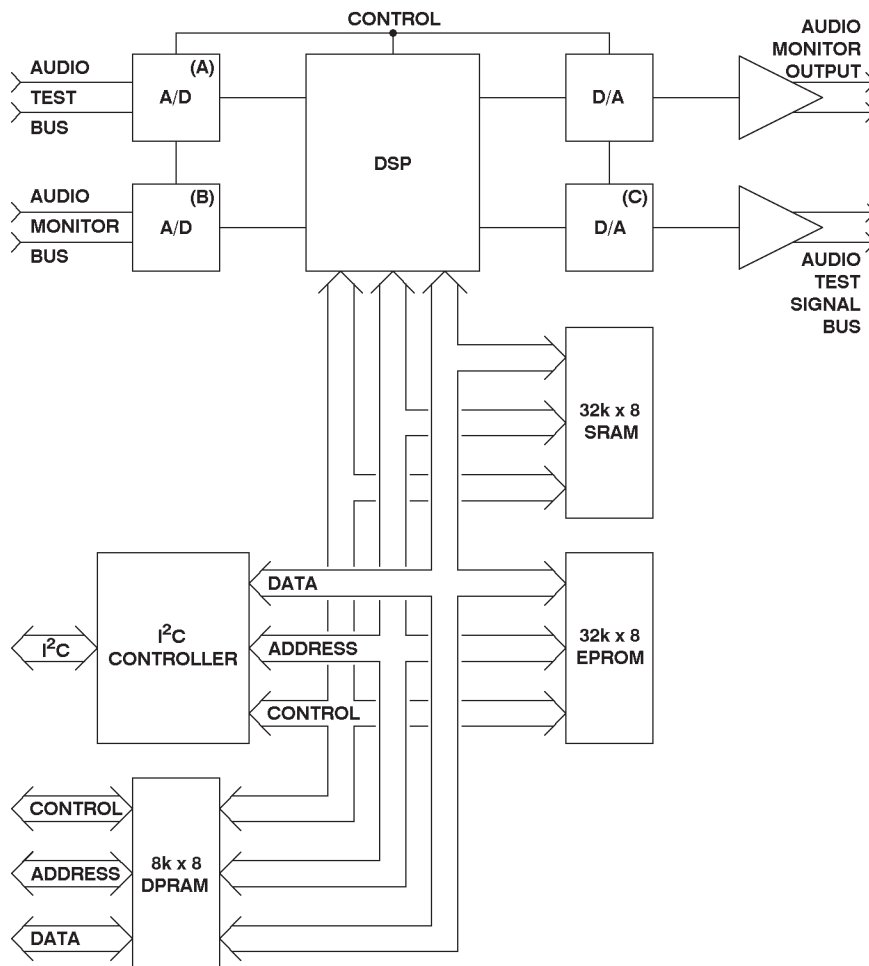 CONTROL
AUDIO
MONITOR
OUTPUT
AUDIO
TEST
BUS
(A)
A/D
DSP
D/A
AUDIO
MONITOR
BUS
(B)
A/D
(C)
D/A
AUDIO
TEST
SIGNAL
BUS
32k x 8
SRAM
I²C
I²C
CONTROLLER
DATA
ADDRESS
CONTROL
32k x 8
EPROM
CONTROL
ADDRESS
DATA
8k x 8
DPRAM